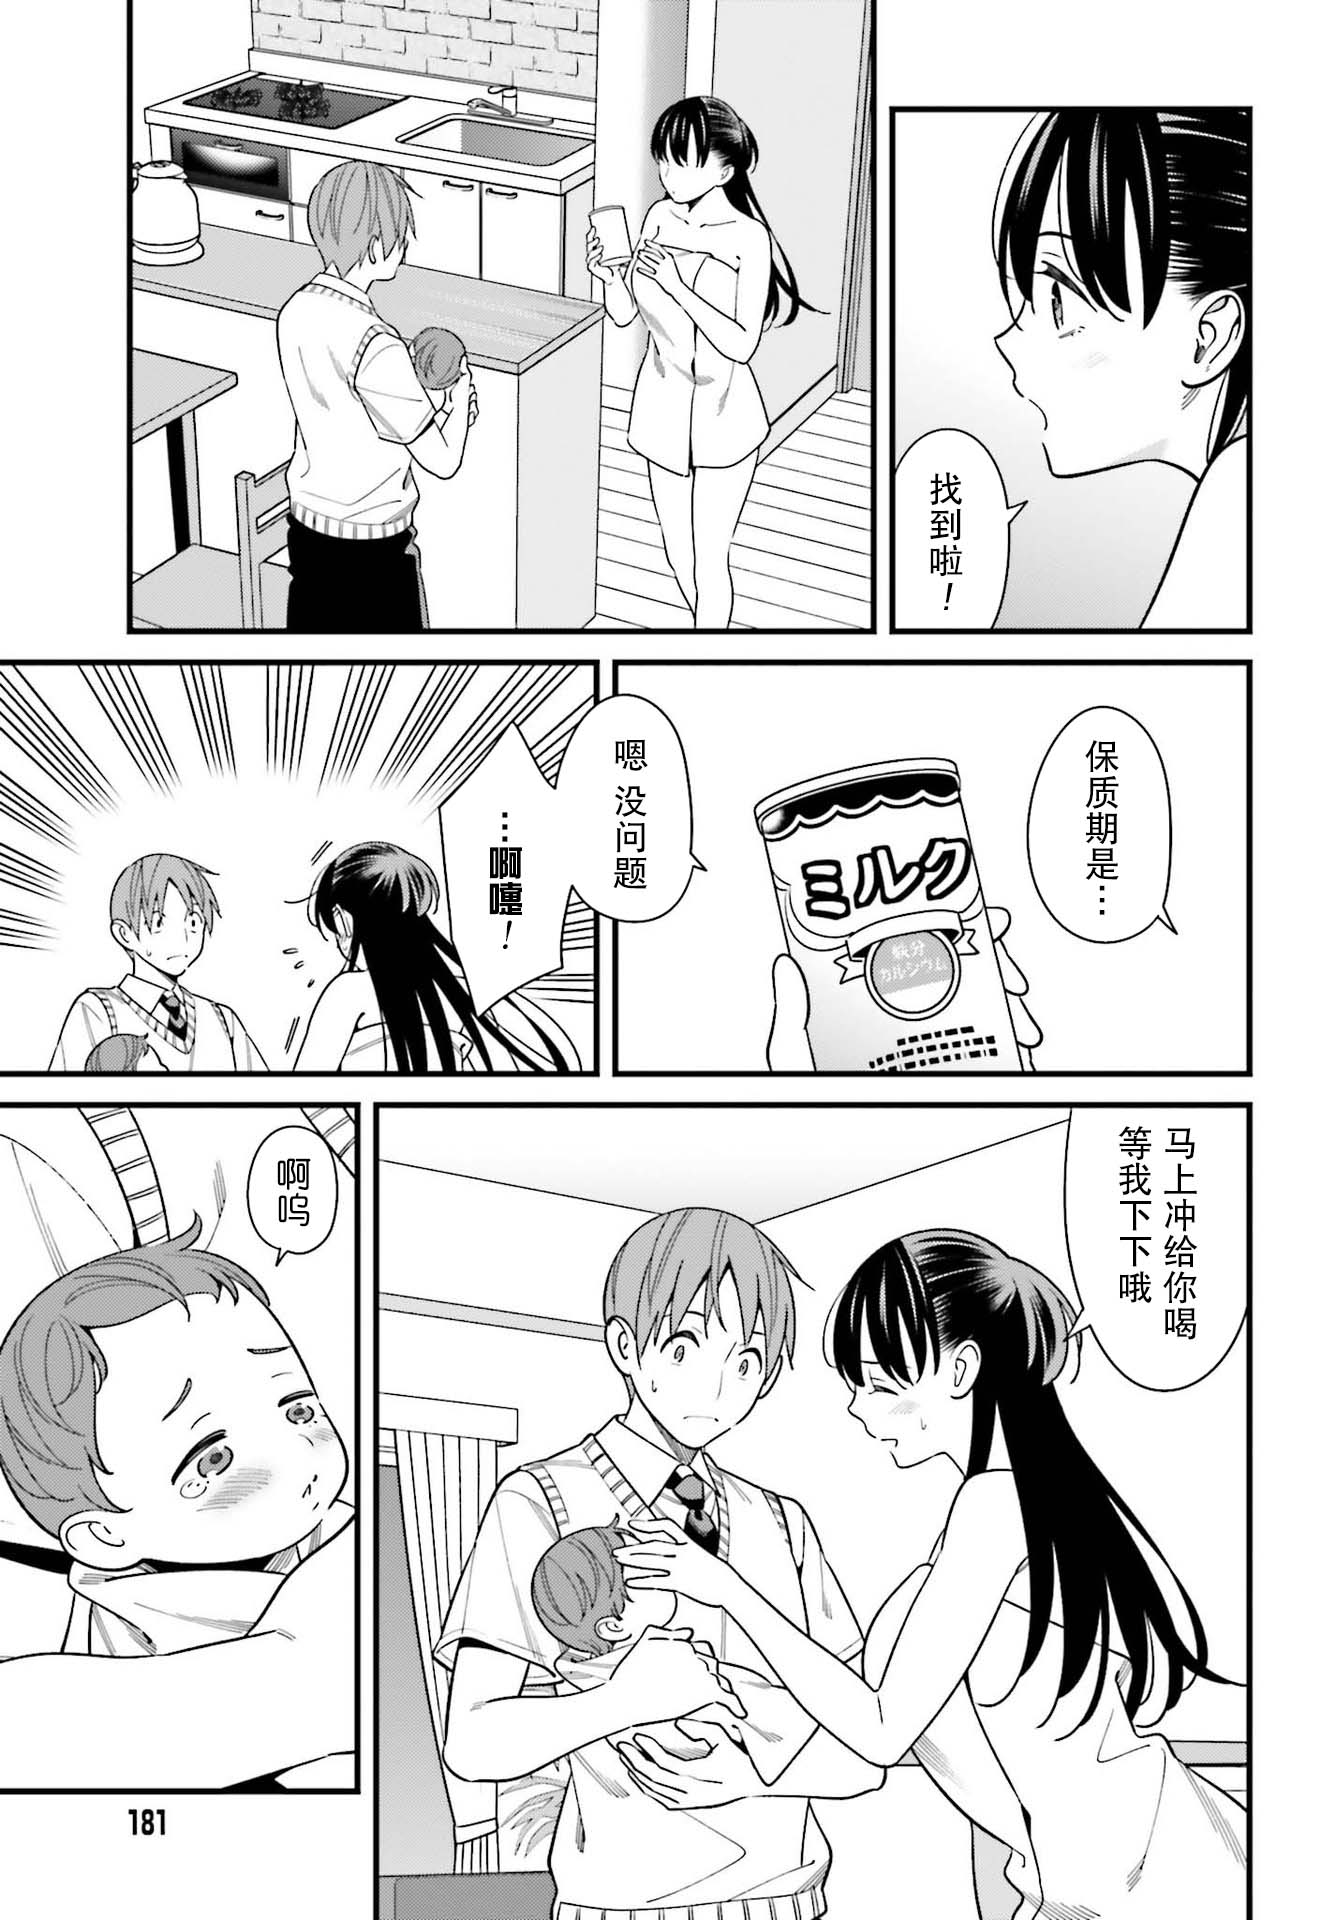 找到啦！
保质期是…
ミルク
鉄分
カルシウム
嗯 没问题
…啊嚏！
马上冲给你喝
等我下下哦
啊
呜
181